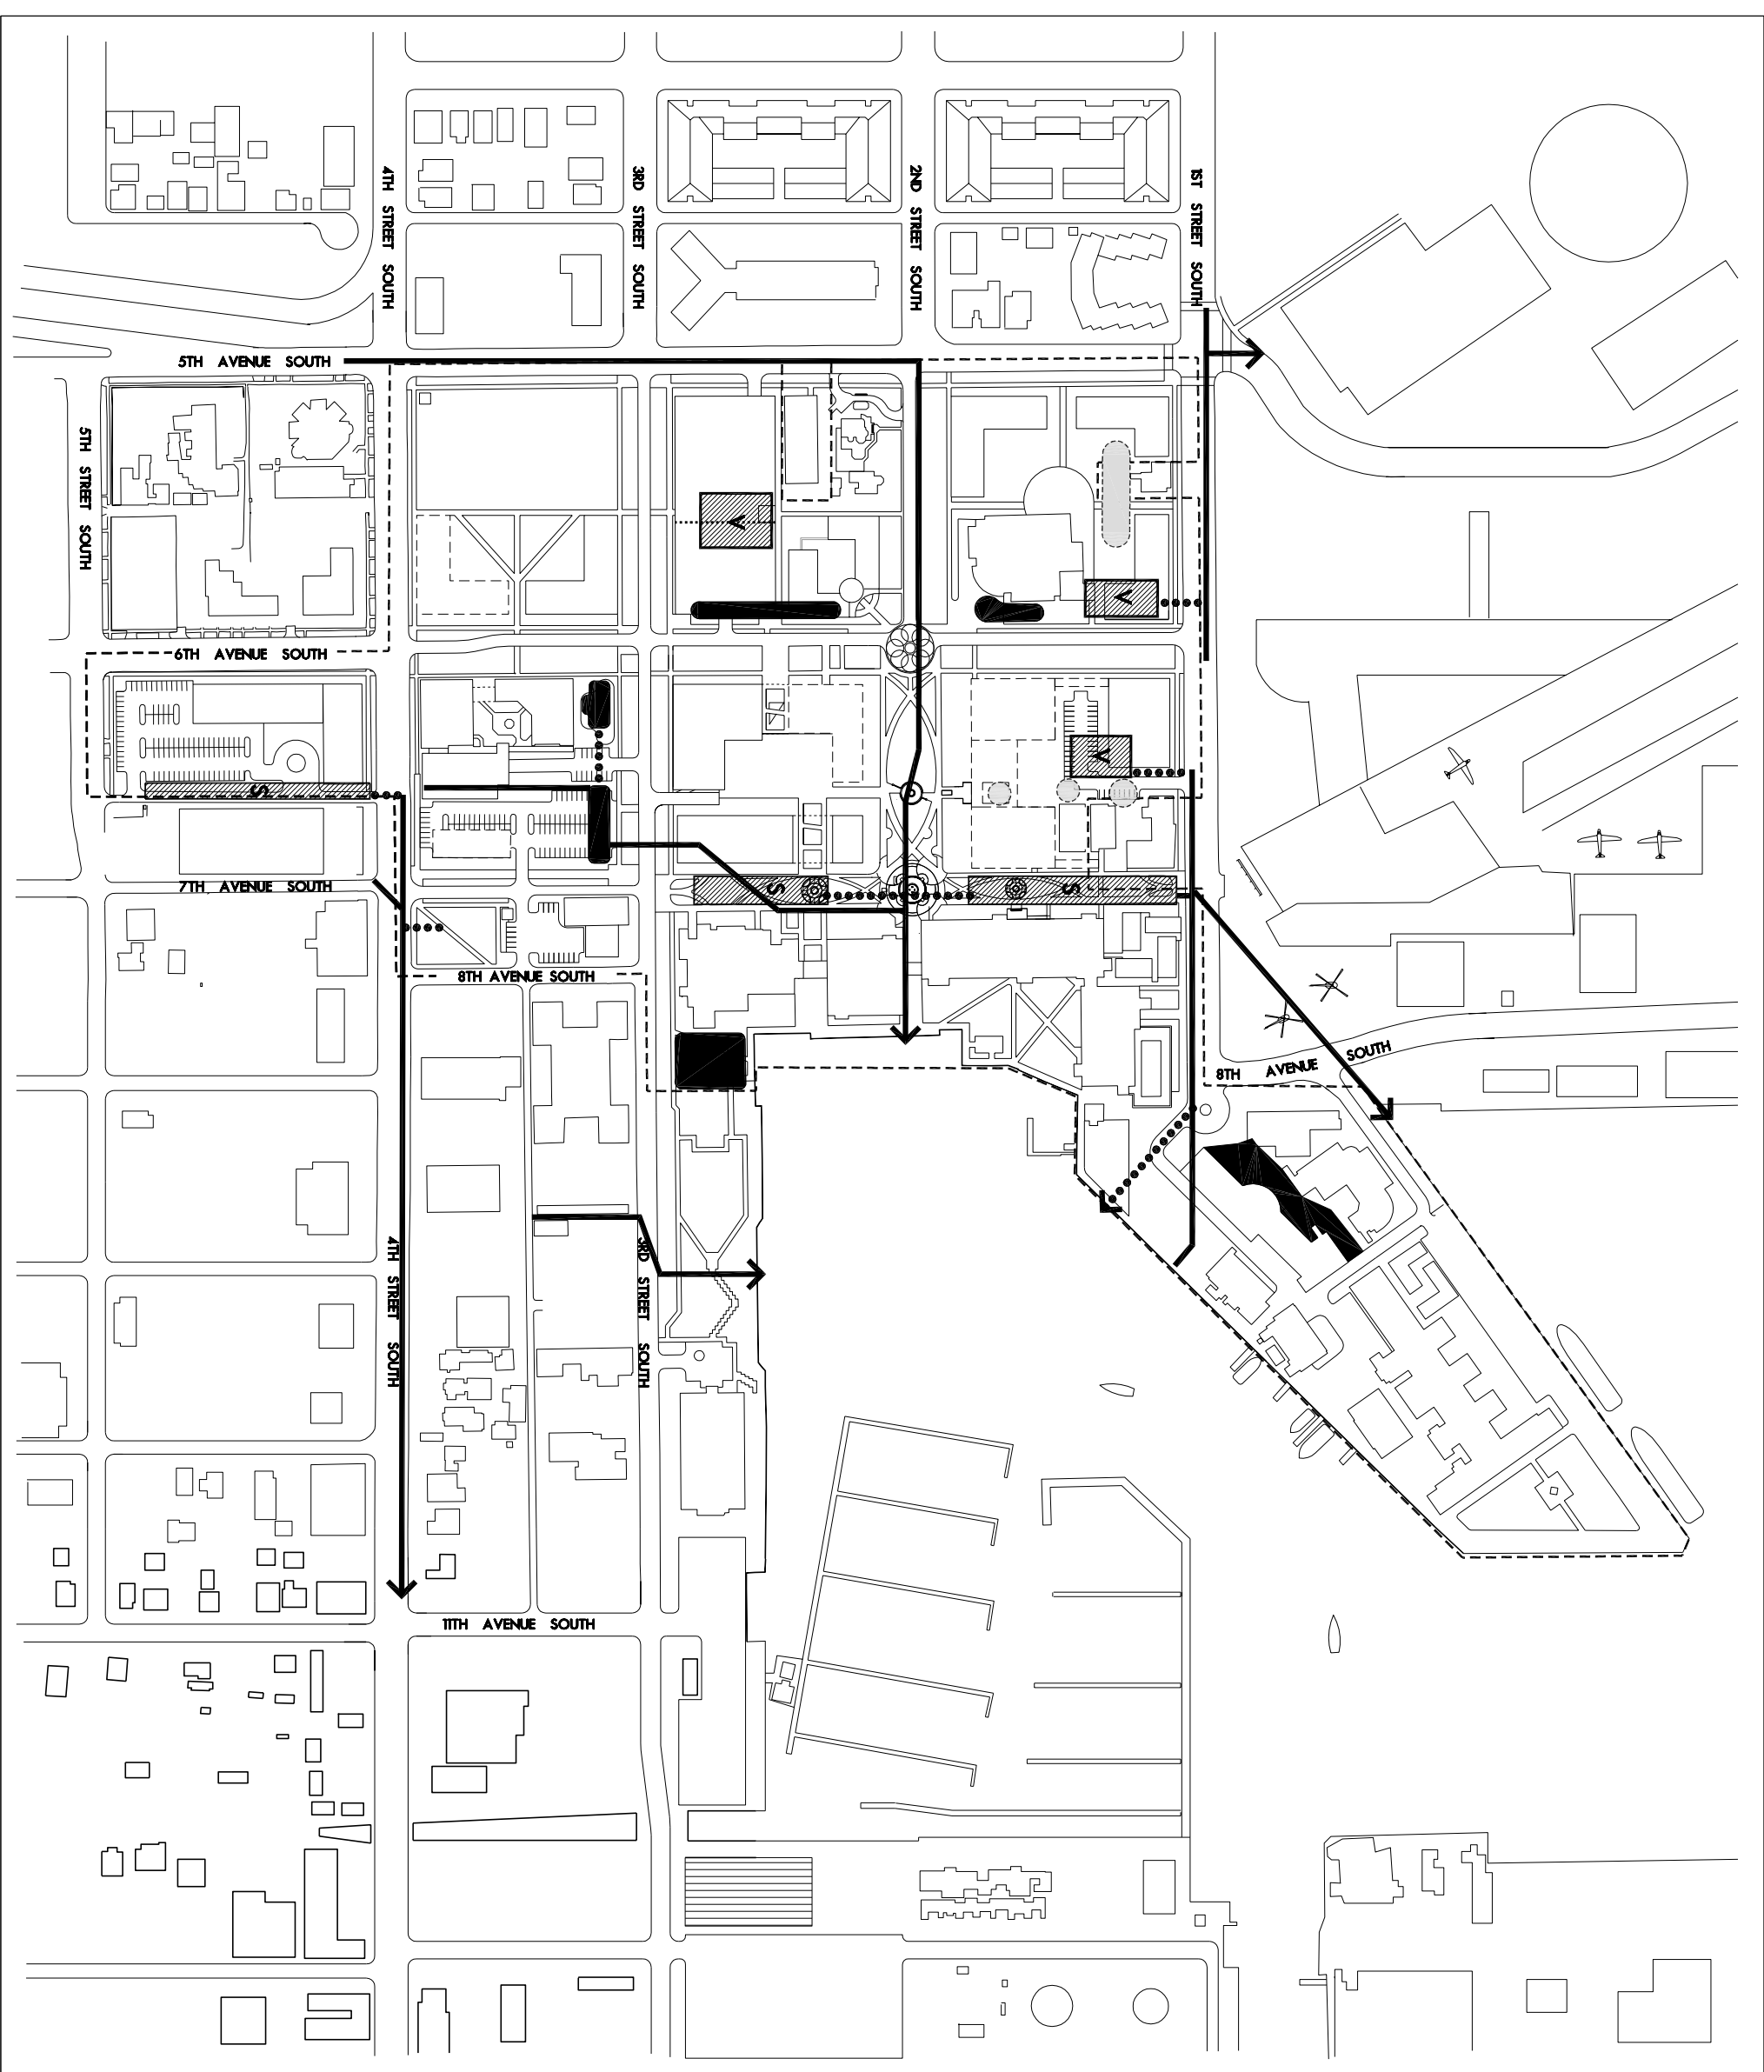 4TH STREET SOUTH
3RD STREET SOUTH
2ND STREET SOUTH
1ST STREET SOUTH
5TH AVENUE SOUTH
5TH STREET SOUTH
V
V
6TH AVENUE SOUTH
V
S
7TH AVENUE SOUTH
S
S
8TH AVENUE SOUTH
8TH AVENUE SOUTH
4TH STREET SOUTH
3RD STREET SOUTH
11TH AVENUE SOUTH